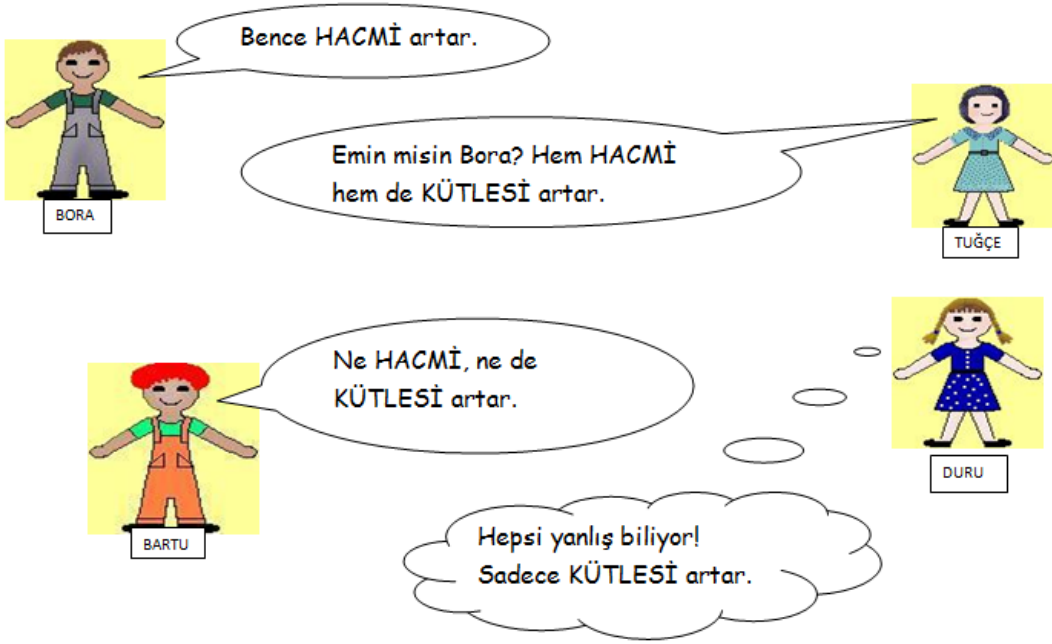 Bence HACMİ artar.
BORA
Emin misin Bora? Hem HACMİ
hem de KÜTLESİ artar.
TUĞÇE
Ne HACMİ, ne de
KÜTLESİ artar.
BARTU
DURU
Hepsi yanlış biliyor!
Sadece KÜTLESİ artar.